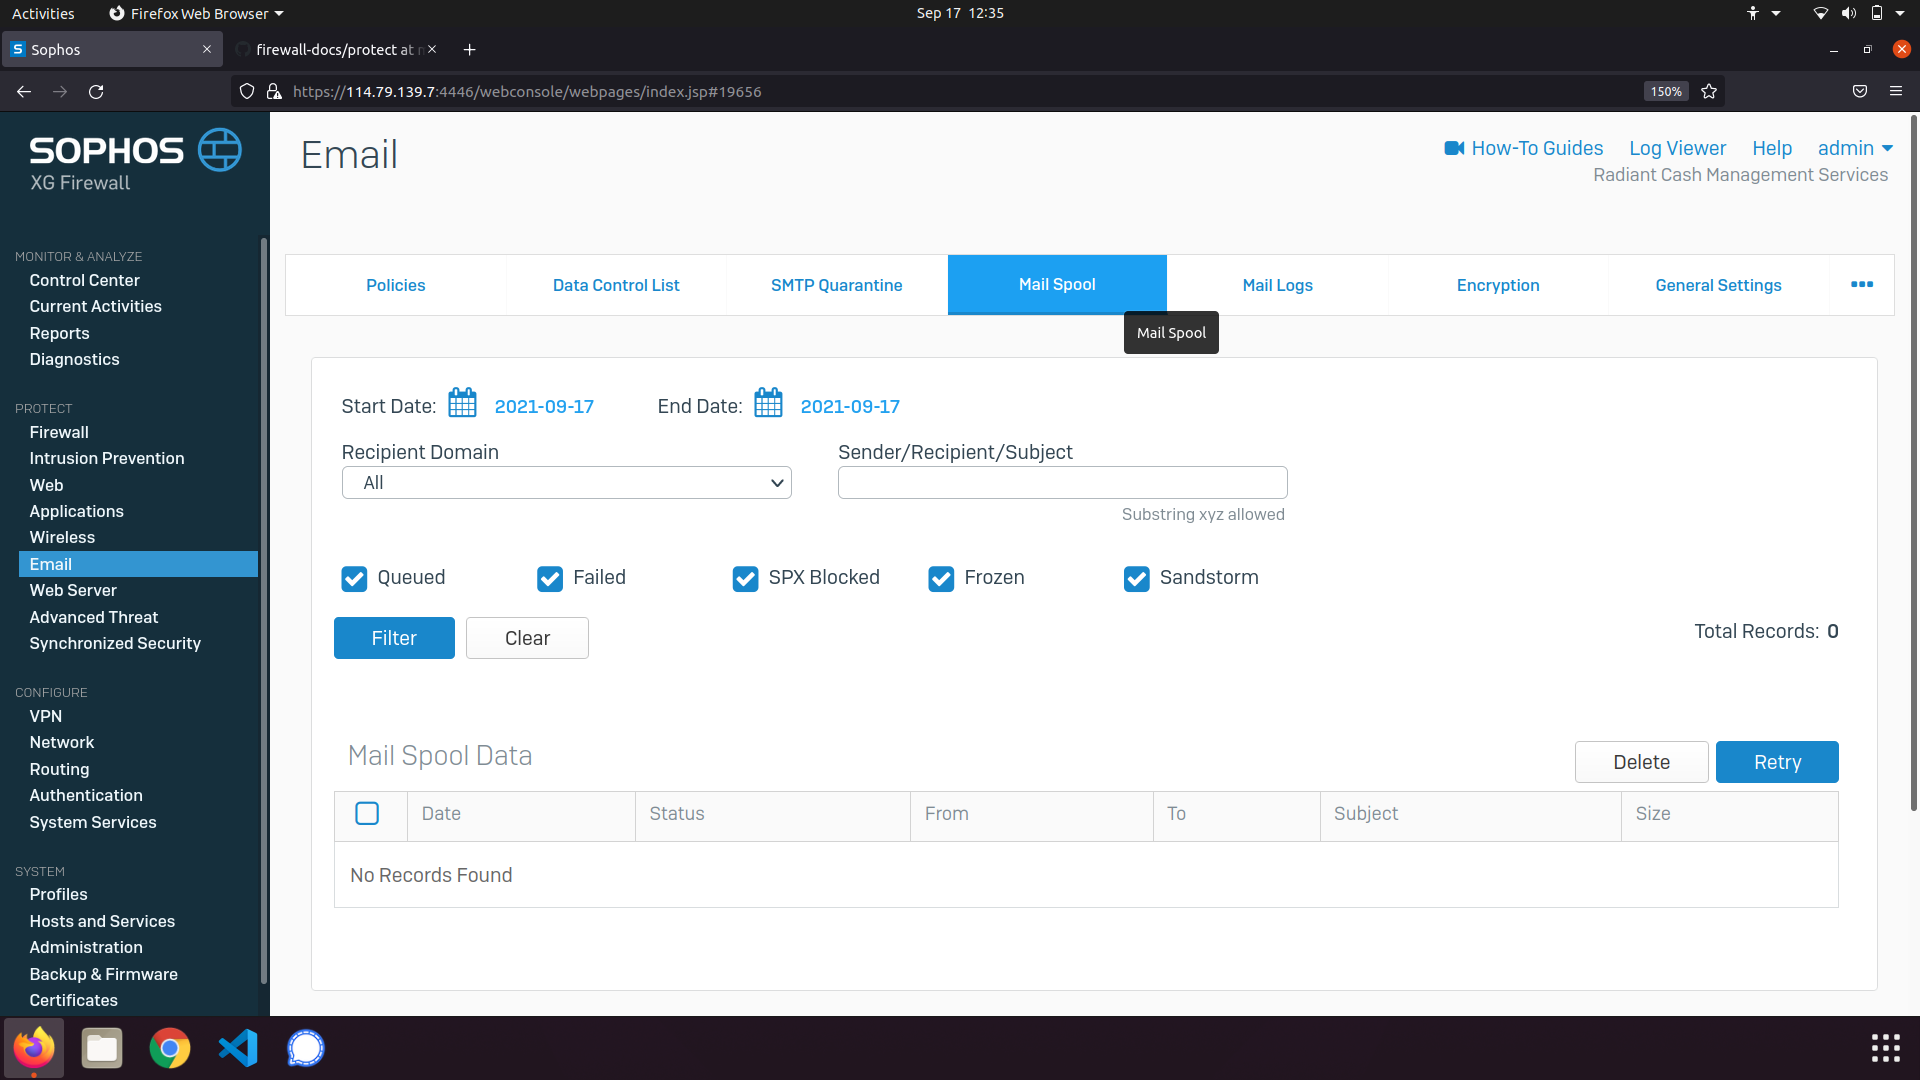 Activities
Firefox Web Browser
Sep 17 12:35
Sophos
firewall-docs/protect at
https://114.79.139.7:4446/webconsole/webpages/index.jsp#19656
150%
SOPHOS
XG Firewall
Email
How-To Guides
Log Viewer
Help
admin
Radiant Cash Management Services
MONITOR & ANALYZE
Control Center
Current Activities
Reports
Diagnostics
PROTECT
Firewall
Intrusion Prevention
Web
Applications
Wireless
Email
Web Server
Advanced Threat
Synchronized Security
CONFIGURE
VPN
Network
Routing
Authentication
System Services
SYSTEM
Profiles
Hosts and Services
Administration
Backup & Firmware
Certificates
Policies
Data Control List
SMTP Quarantine
Mail Spool
Mail Logs
Encryption
General Settings
Mail Spool
Start Date: 2021-09-17
End Date: 2021-09-17
Recipient Domain
All
Sender/Recipient/Subject
Substring xyz allowed
Queued
Failed
SPX Blocked
Frozen
Sandstorm
Filter
Clear
Total Records: 0
Mail Spool Data
Delete
Retry
Date
Status
From
To
Subject
Size
No Records Found